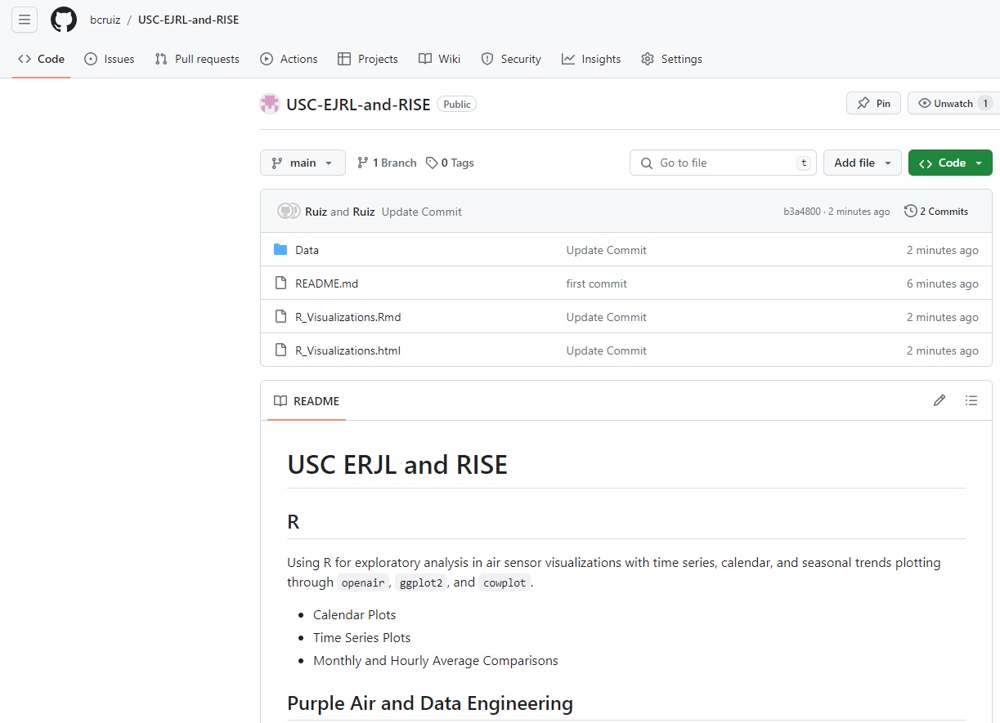 bcruiz / USC-EJRL-and-RISE
Code Issues Pull requests Actions Projects Wiki Security Insights Settings
USC-EJRL-and-RISE Public Pin Unwatch 1
main 1 Branch 0 Tags Go to file t Add file Code
Ruiz and Ruiz Update Commit b3a4800 · 2 minutes ago 2 Commits
Data Update Commit 2 minutes ago
README.md first commit 6 minutes ago
R_Visualizations.Rmd Update Commit 2 minutes ago
R_Visualizations.html Update Commit 2 minutes ago
README
USC ERJL and RISE
R
Using R for exploratory analysis in air sensor visualizations with time series, calendar, and seasonal trends plotting
through openair, ggplot2, and cowplot.
• Calendar Plots
• Time Series Plots
• Monthly and Hourly Average Comparisons
Purple Air and Data Engineering